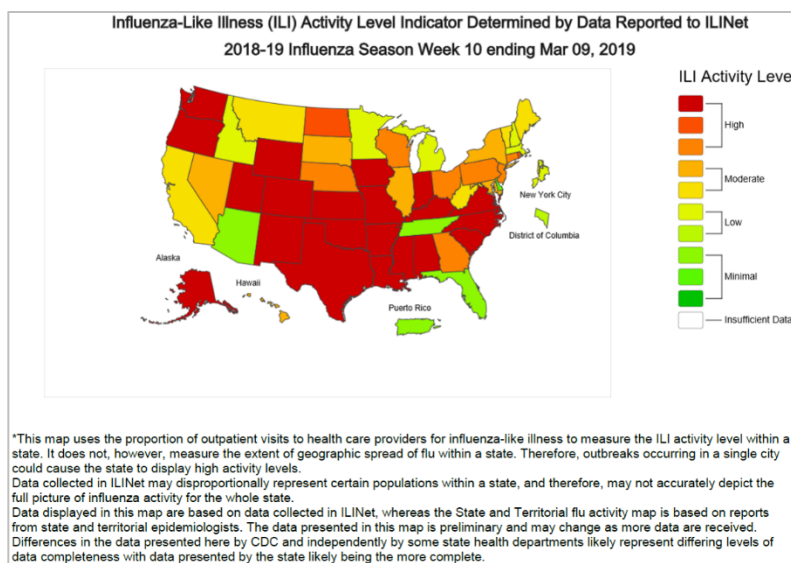 Influenza-Like Illness (ILI) Activity Level Indicator Determined by Data Reported to ILINet
2018-19 Influenza Season Week 10 ending Mar 09, 2019
ILI Activity Leve
High
Moderate
New York City
Low
District of Columbia
Alaska
Hawaii
Minimal
Puerto Rico
Insufficient Data
*This map uses the proportion of outpatient visits to health care providers for influenza-like illness to measure the ILI activity level within a
state. It does not, however, measure the extent of geographic spread of flu within a state. Therefore, outbreaks occurring in a single city
could cause the state to display high activity levels.
Data collected in ILINet may disproportionally represent certain populations within a state, and therefore, may not accurately depict the
full picture of influenza activity for the whole state.
Data displayed in this map are based on data collected in ILINet, whereas the State and Territorial flu activity map is based on reports
from state and territorial epidemiologists. The data presented in this map is preliminary and may change as more data are received.
Differences in the data presented here by CDC and independently by some state health departments likely represent differing levels of
data completeness with data presented by the state likely being the more complete.